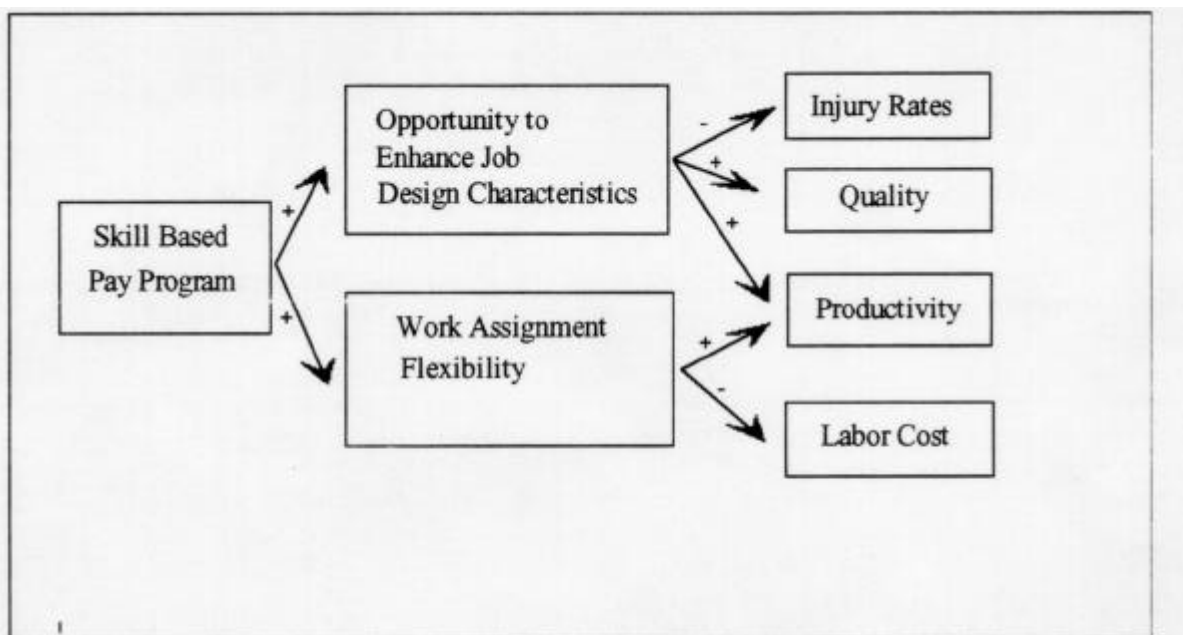 Skill Based
Pay Program
+
+
Opportunity to
Enhance Job
Design Characteristics
Work Assignment
Flexibility
-
+
+
+
-
Injury Rates
Quality
Productivity
Labor Cost